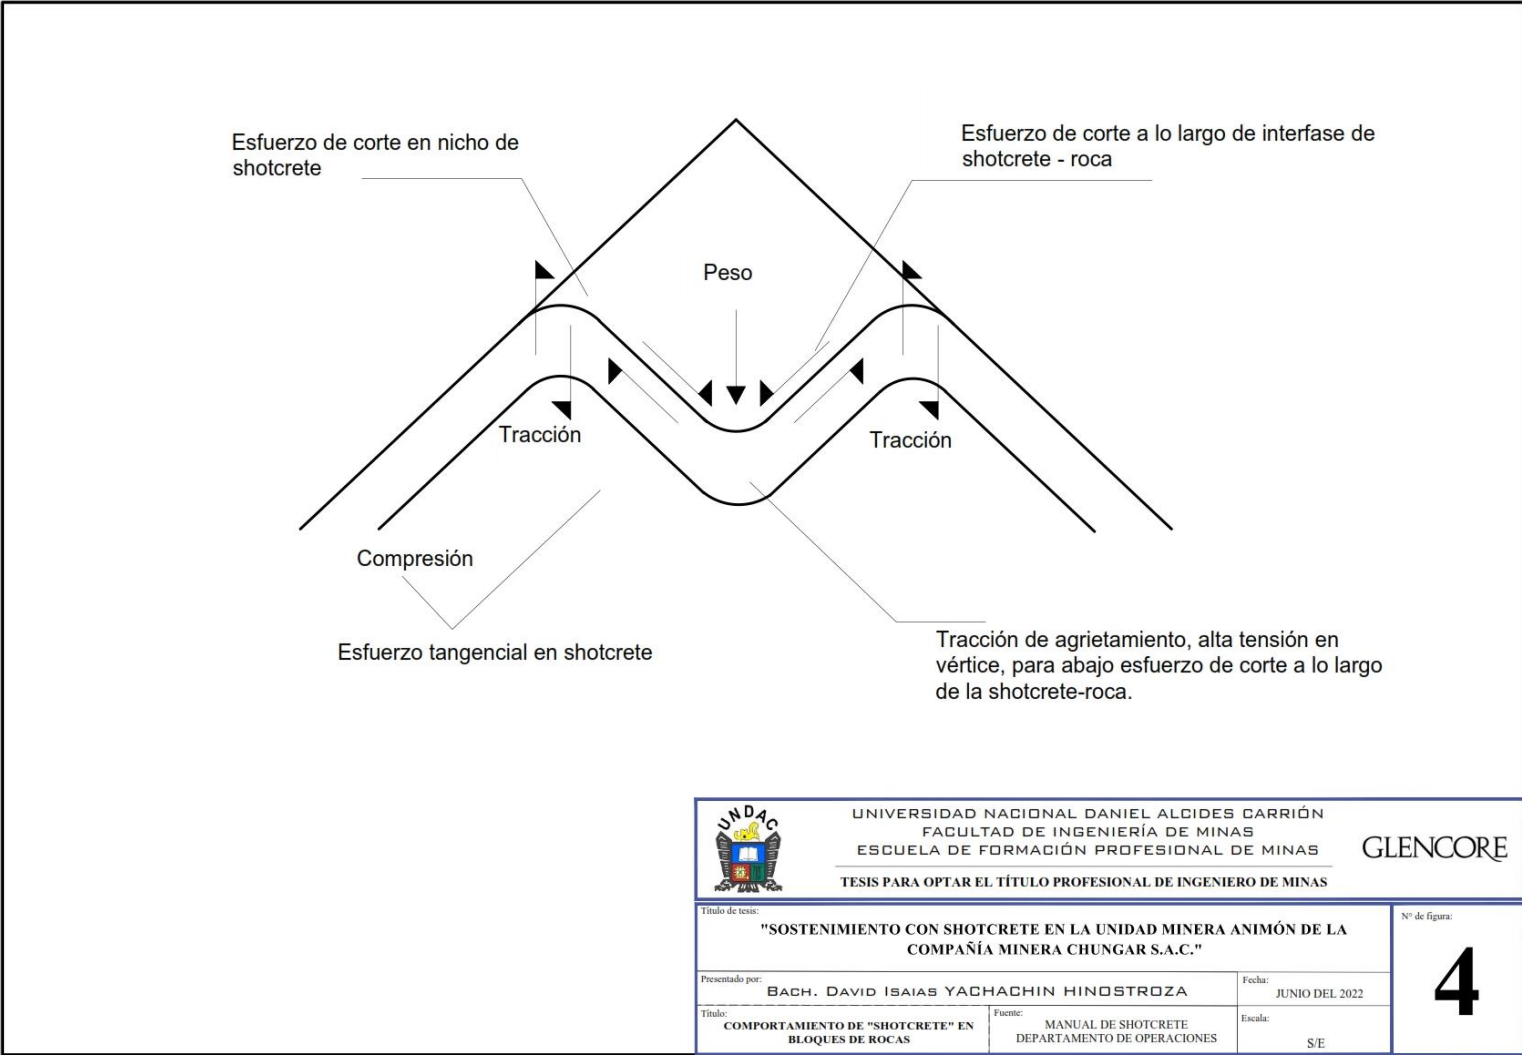 Esfuerzo de corte en nicho de
shotcrete
Esfuerzo de corte a lo largo de interfase de
shotcrete - roca
Peso
Tracción
Tracción
Compresión
Esfuerzo tangencial en shotcrete
Tracción de agrietamiento, alta tensión en
vértice, para abajo esfuerzo de corte a lo largo
de la shotcrete-roca.
UNDAC
UNIVERSIDAD NACIONAL DANIEL ALCIDES CARRIÓN
FACULTAD DE INGENIERÍA DE MINAS
ESCUELA DE FORMACIÓN PROFESIONAL DE MINAS
TESIS PARA OPTAR EL TÍTULO PROFESIONAL DE INGENIERO DE MINAS
GLENCORE
Título de tesis:
"SOSTENIMIENTO CON SHOTCRETE EN LA UNIDAD MINERA ANIMÓN DE LA
COMPAÑÍA MINERA CHUNGAR S.A.C."
N° de figura:
4
Presentado por:
BACH. DAVID ISAIAS YACHACHIN HINOSTROZA
Fecha:
JUNIO DEL 2022
Título:
COMPORTAMIENTO DE "SHOTCRETE" EN
BLOQUES DE ROCAS
Fuente:
MANUAL DE SHOTCRETE
DEPARTAMENTO DE OPERACIONES
Escala:
S/E